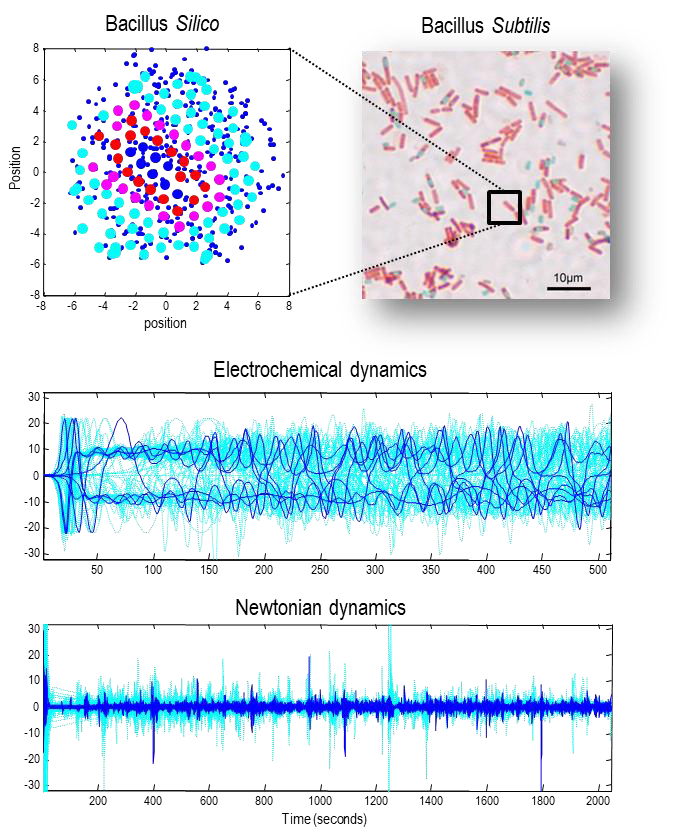 Bacillus Silico
Bacillus Subtilis
8
6
4
2
0
-2
-4
-6
-8
Position
-8 -6 -4 -2 0 2 4 6 8
position
10µm
Electrochemical dynamics
30
20
10
0
-10
-20
-30
50 100 150 200 250 300 350 400 450 500
Newtonian dynamics
30
20
10
0
-10
-20
-30
200 400 600 800 1000 1200 1400 1600 1800 2000
Time (seconds)